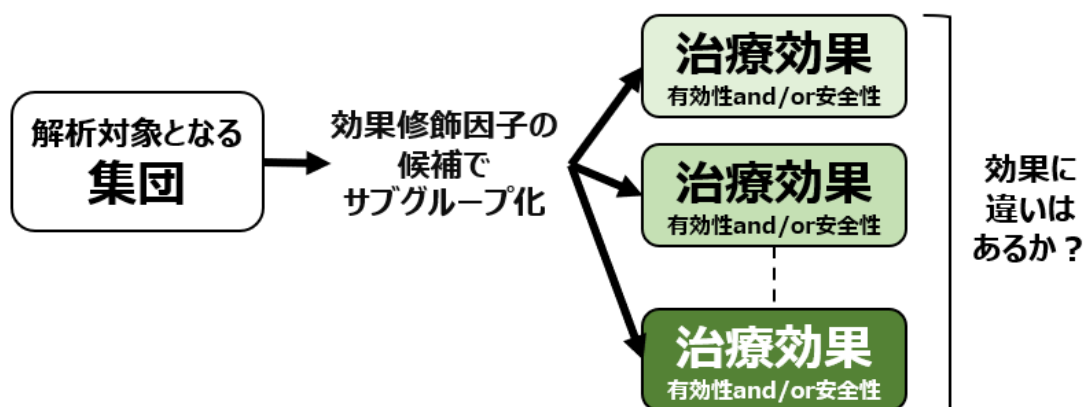 解析対象となる
集団
効果修飾因子の
候補で
サブグループ化
治療効果
有効性and/or安全性
治療効果
有効性and/or安全性
治療効果
有効性and/or安全性
効果に
違いは
あるか？